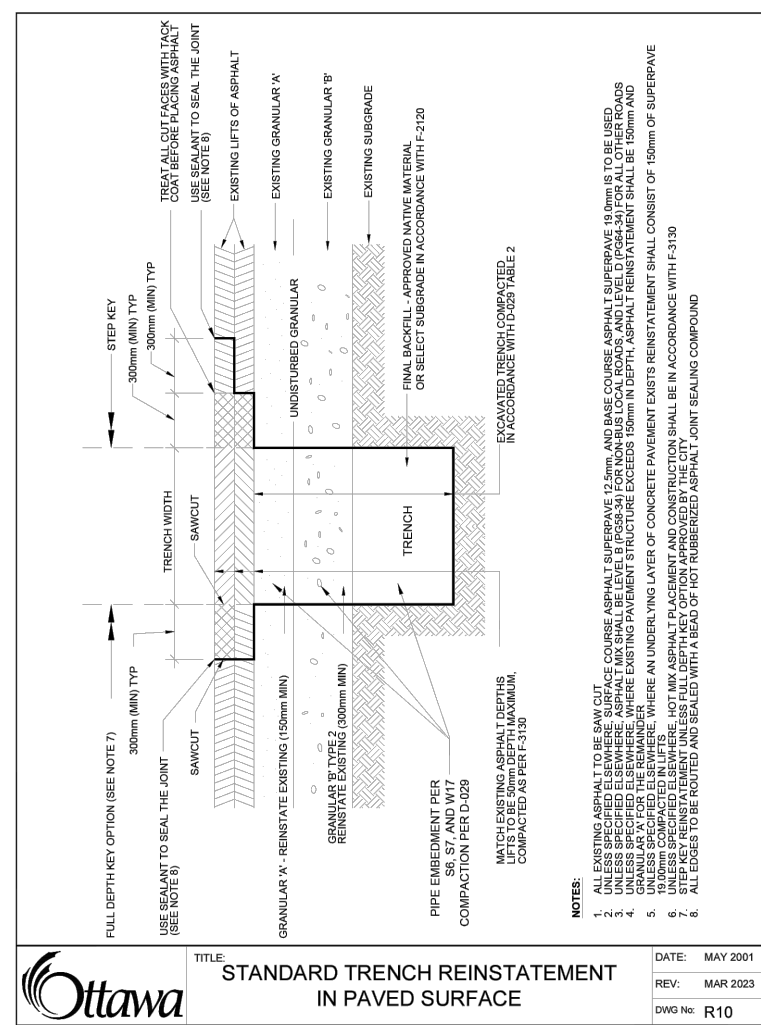 FULL DEPTH KEY OPTION (SEE NOTE 7)
STEP KEY
300mm (MIN) TYP
TRENCH WIDTH
300mm (MIN) TYP
300mm (MIN) TYP
TREAT ALL CUT FACES WITH TACK
COAT BEFORE PLACING ASPHALT
USE SEALANT TO SEAL THE JOINT
(SEE NOTE 8)
SAWCUT
SAWCUT
USE SEALANT TO SEAL THE JOINT
(SEE NOTE 8)
EXISTING LIFTS OF ASPHALT
EXISTING GRANULAR 'A'
EXISTING GRANULAR 'B'
EXISTING SUBGRADE
UNDISTURBED GRANULAR
GRANULAR 'A' - REINSTATE EXISTING (150mm MIN)
GRANULAR 'B' TYPE 2
REINSTATE EXISTING (300mm MIN)
TRENCH
FINAL BACKFILL - APPROVED NATIVE MATERIAL
OR SELECT SUBGRADE IN ACCORDANCE WITH F-2120
PIPE EMBEDMENT PER
S6, S7, AND W17
COMPACTION PER D-029
MATCH EXISTING ASPHALT DEPTHS
LIFTS TO BE 50mm DEPTH MAXIMUM,
COMPACTED AS PER F-3130
EXCAVATED TRENCH COMPACTED
IN ACCORDANCE WITH D-029 TABLE 2
NOTES:
1. ALL EXISTING ASPHALT TO BE SAW CUT
2. UNLESS SPECIFIED ELSEWHERE, SURFACE COURSE ASPHALT SUPERPAVE 12.5mm, AND BASE COURSE ASPHALT SUPERPAVE 19.0mm IS TO BE USED
3. UNLESS SPECIFIED ELSEWHERE, ASPHALT MIX SHALL BE LEVEL B (PG58-34) FOR NON-BUS LOCAL ROADS, AND LEVEL D (PG64-34) FOR ALL OTHER ROADS
4. UNLESS SPECIFIED ELSEWHERE, WHERE EXISTING PAVEMENT STRUCTURE EXCEEDS 150mm IN DEPTH, ASPHALT REINSTATEMENT SHALL BE 150mm AND
GRANULAR 'A' FOR THE REMAINDER
5. UNLESS SPECIFIED ELSEWHERE, WHERE AN UNDERLYING LAYER OF CONCRETE PAVEMENT EXISTS REINSTATEMENT SHALL CONSIST OF 150mm OF SUPERPAVE
19.00mm COMPACTED IN LIFTS
6. UNLESS SPECIFIED ELSEWHERE, HOT MIX ASPHALT PLACEMENT AND CONSTRUCTION SHALL BE IN ACCORDANCE WITH F-3130
7. STEP KEY REINSTATEMENT UNLESS FULL DEPTH KEY OPTION APPROVED BY THE CITY
8. ALL EDGES TO BE ROUTED AND SEALED WITH A BEAD OF HOT RUBBERIZED ASPHALT JOINT SEALING COMPOUND
Ottawa
TITLE:
STANDARD TRENCH REINSTATEMENT
IN PAVED SURFACE
DATE: MAY 2001
REV: MAR 2023
DWG No: R10